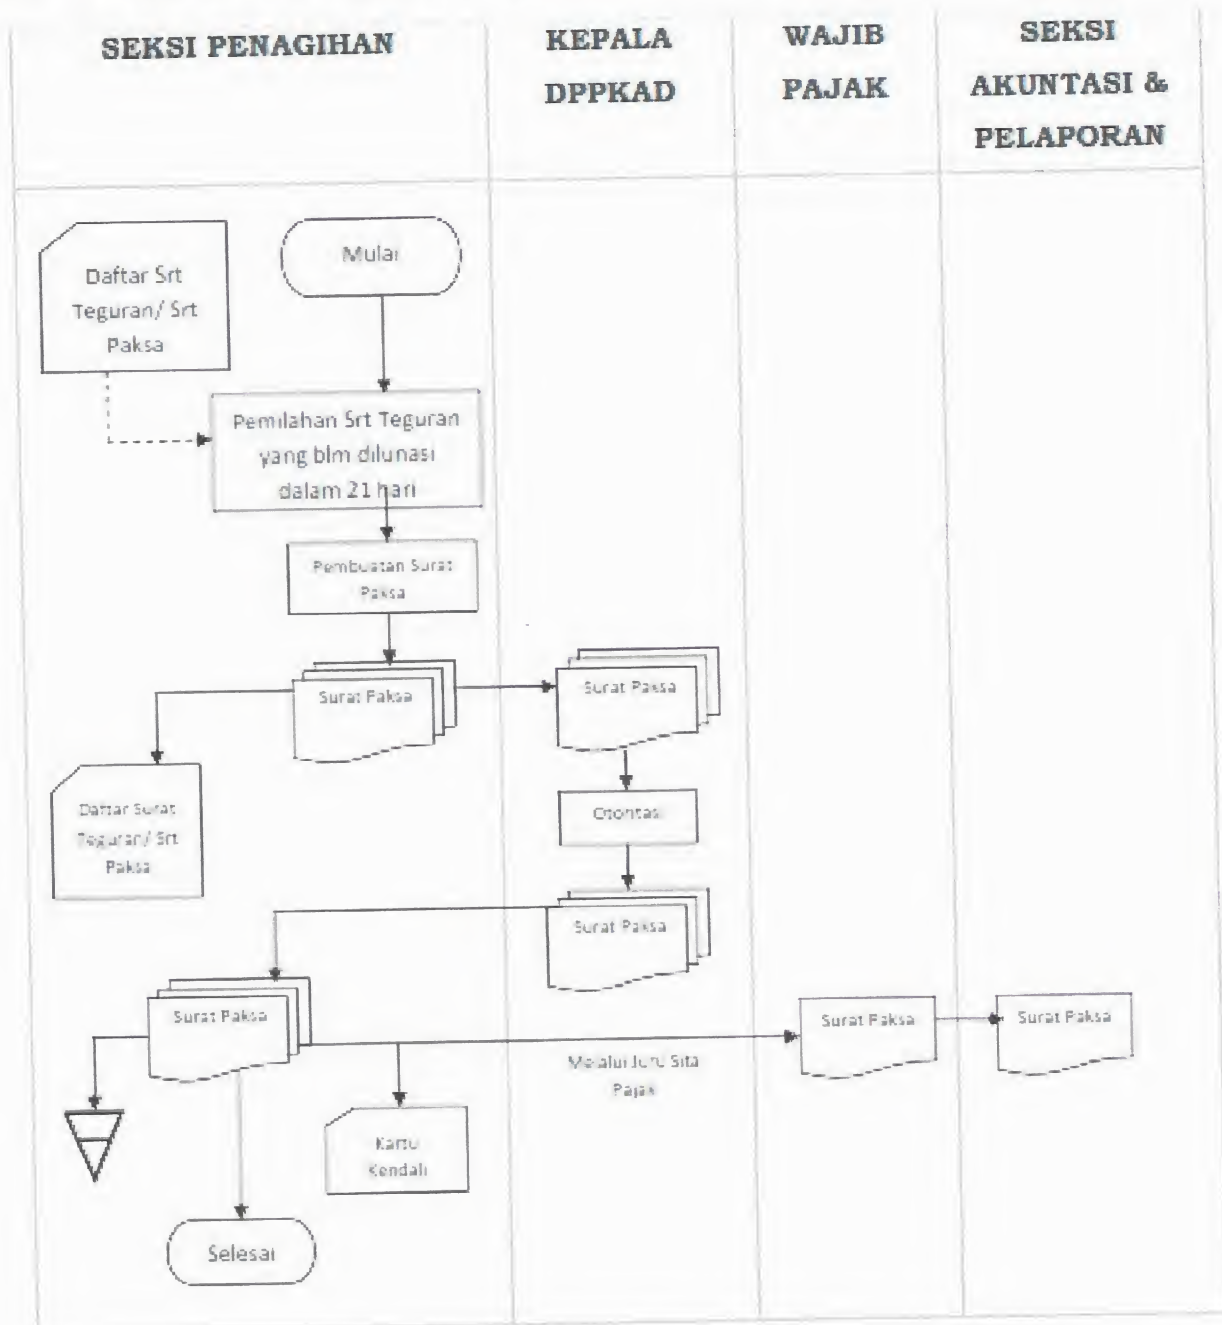 SEKSI PENAGIHAN
KEPALA
DPPKAD
WAJIB
PAJAK
SEKSI
AKUNTASI &
PELAPORAN
Daftar Srt
Teguran/ Srt
Paksa
Mulai
Pemilahan Srt Teguran
yang blm dilunasi
dalam 21 hari
Pembuatan Surat
Paksa
Surat Paksa
Surat Paksa
Daftar Surat
Teguran/ Srt
Paksa
Otoritasi
Surat Paksa
Surat Paksa
Surat Paksa
Surat Paksa
Melalui Juru Sita
Pajak
Kartu
Kendali
Selesai